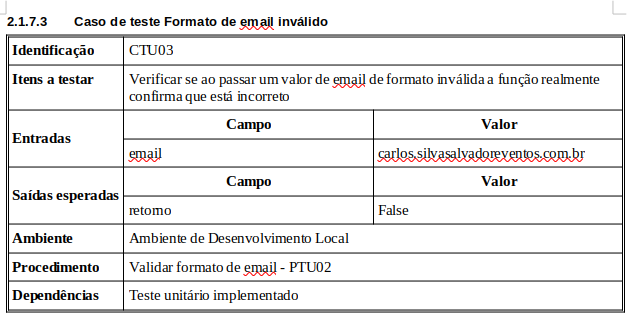 2.1.7.3 Caso de teste Formato de email inválido
Identificação CTU03
Itens a testar Verificar se ao passar um valor de email de formato inválida a função realmente
confirma que está incorreto
Entradas
Campo Valor
email carlos.silvasalvadoreventos.com.br
Saídas esperadas
Campo Valor
retorno False
Ambiente Ambiente de Desenvolvimento Local
Procedimento Validar formato de email - PTU02
Dependências Teste unitário implementado